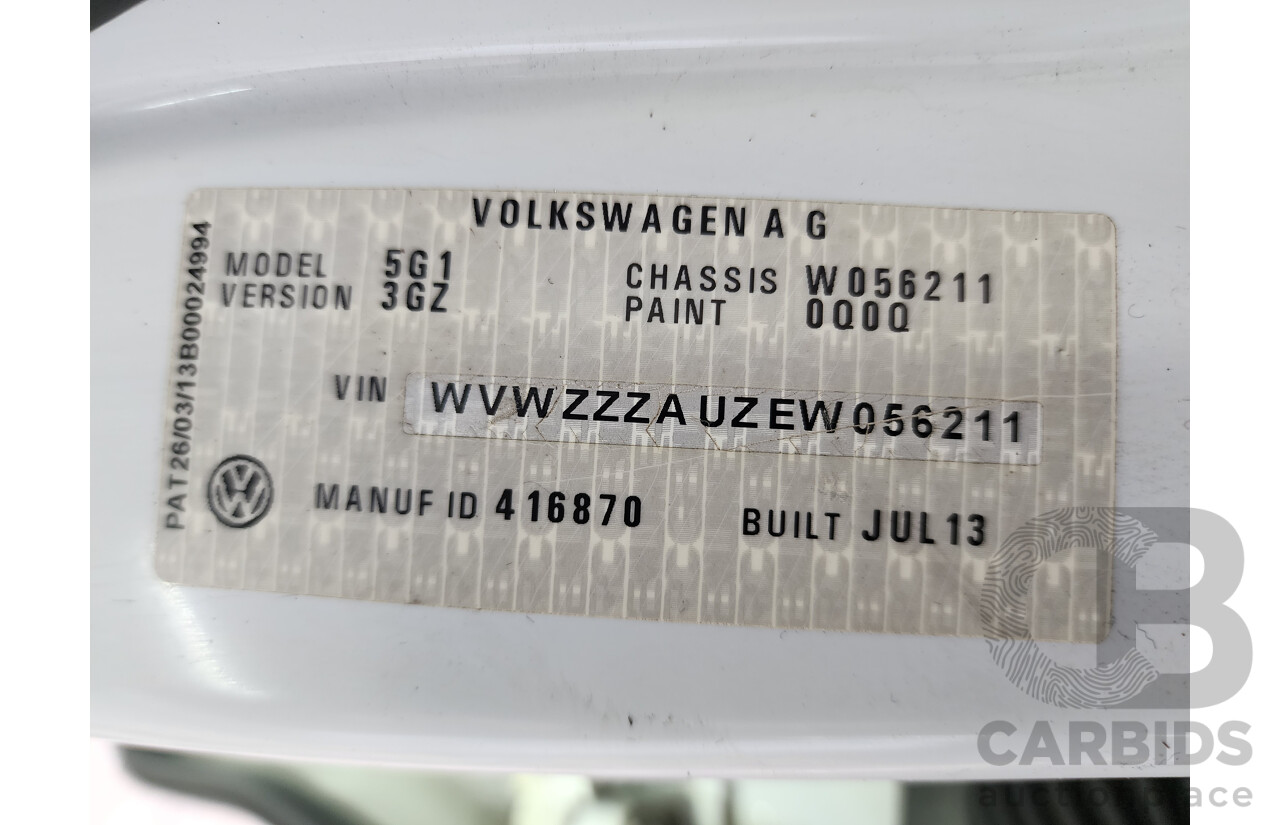 VOLKSWAGEN A G
MODEL 5G1
VERSION 3GZ
CHASSIS W056211
PAINT 0Q0Q
VIN WVWZZZAUZEW056211
MANUF ID 416870
BUILT JUL13
PAT26/03/13B00024994
CARBIDS
auctionplace